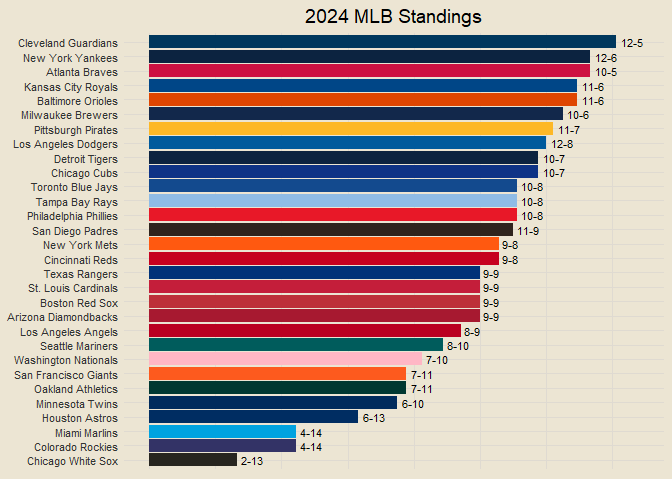 2024 MLB Standings
Cleveland Guardians 12-5
New York Yankees 12-6
Atlanta Braves 10-5
Kansas City Royals 11-6
Baltimore Orioles 11-6
Milwaukee Brewers 10-6
Pittsburgh Pirates 11-7
Los Angeles Dodgers 12-8
Detroit Tigers 10-7
Chicago Cubs 10-7
Toronto Blue Jays 10-8
Tampa Bay Rays 10-8
Philadelphia Phillies 10-8
San Diego Padres 11-9
New York Mets 9-8
Cincinnati Reds 9-8
Texas Rangers 9-9
St. Louis Cardinals 9-9
Boston Red Sox 9-9
Arizona Diamondbacks 9-9
Los Angeles Angels 8-9
Seattle Mariners 8-10
Washington Nationals 7-10
San Francisco Giants 7-11
Oakland Athletics 7-11
Minnesota Twins 6-10
Houston Astros 6-13
Miami Marlins 4-14
Colorado Rockies 4-14
Chicago White Sox 2-13